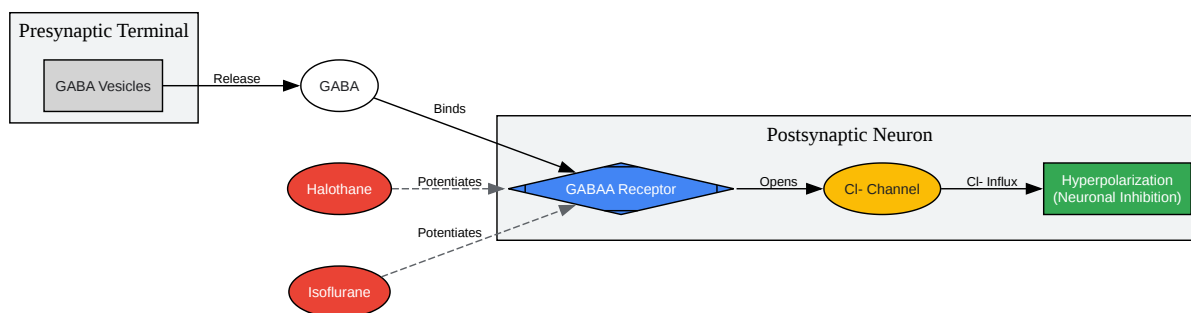 Presynaptic Terminal
GABA Vesicles
Release
GABA
Binds
Postsynaptic Neuron
Halothane
Potentiates
GABAA Receptor
Opens
Cl- Channel
Cl- Influx
Hyperpolarization
(Neuronal Inhibition)
Potentiates
Isoflurane